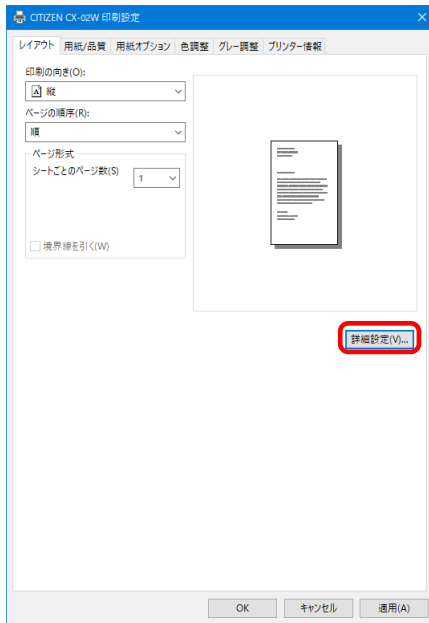 CITIZEN CX-02W 印刷設定
レイアウト 用紙/品質 用紙オプション 色調整 グレー調整 プリンター情報
印刷の向き(O):
A 縦
ページの順序(R):
順
ページ形式
シートごとのページ数(S) 1
境界線を引く(W)
詳細設定(V)...
OK キャンセル 適用(A)